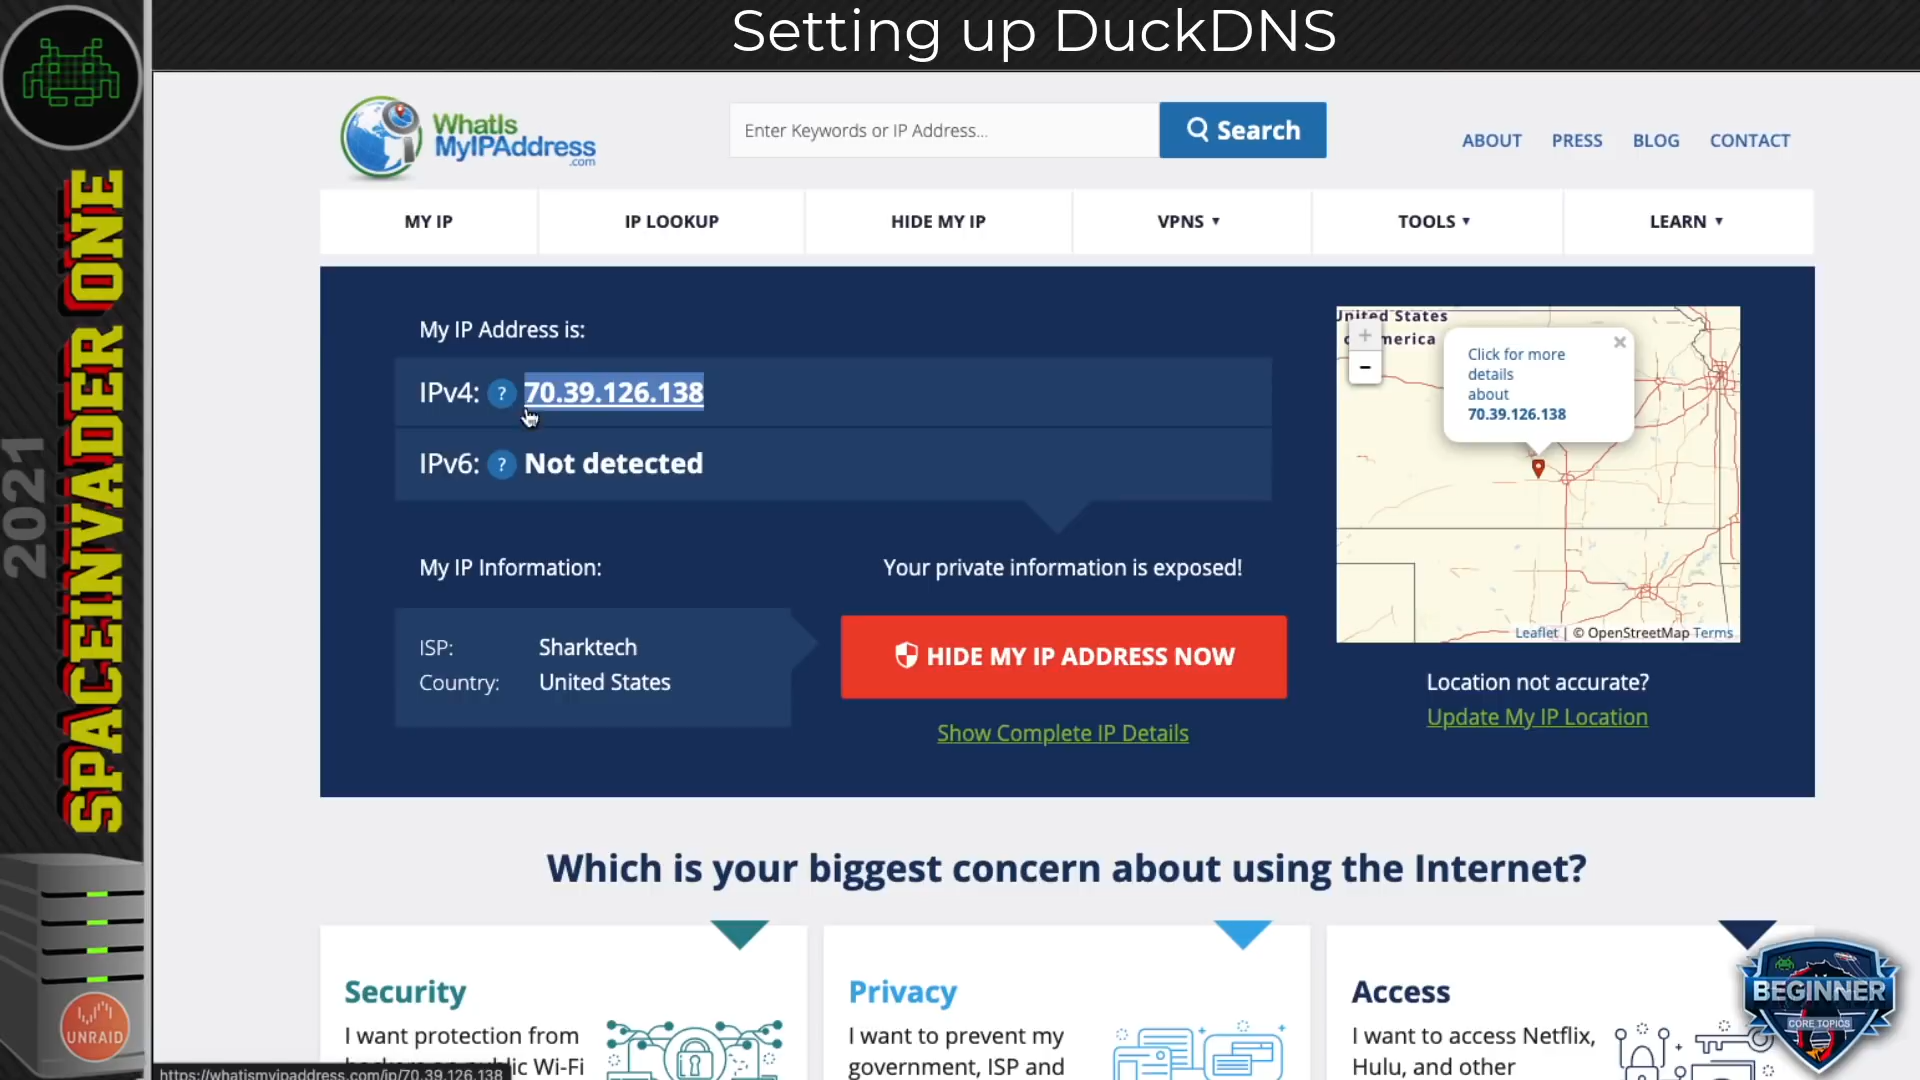 Setting up DuckDNS
2021
SPACEINVADER ONE
UNRAID
WhatIs
MyIPAddress
.com
Enter Keywords or IP Address...
Search
ABOUT PRESS BLOG CONTACT
MY IP IP LOOKUP HIDE MY IP VPNS ▼ TOOLS ▼ LEARN ▼
My IP Address is:
IPv4: ? 70.39.126.138
IPv6: ? Not detected
My IP Information:
ISP: Sharktech
Country: United States
Your private information is exposed!
HIDE MY IP ADDRESS NOW
Show Complete IP Details
United States
America
+
−
Click for more
details
about
70.39.126.138
×
Leaflet | © OpenStreetMap Terms
Location not accurate?
Update My IP Location
Which is your biggest concern about using the Internet?
Security
I want protection from
Wi-Fi
Privacy
I want to prevent my
government, ISP and
Access
I want to access Netflix,
Hulu, and other
BEGINNER
CORE TOPICS
https://whatismyipaddress.com/ip/70.39.126.138